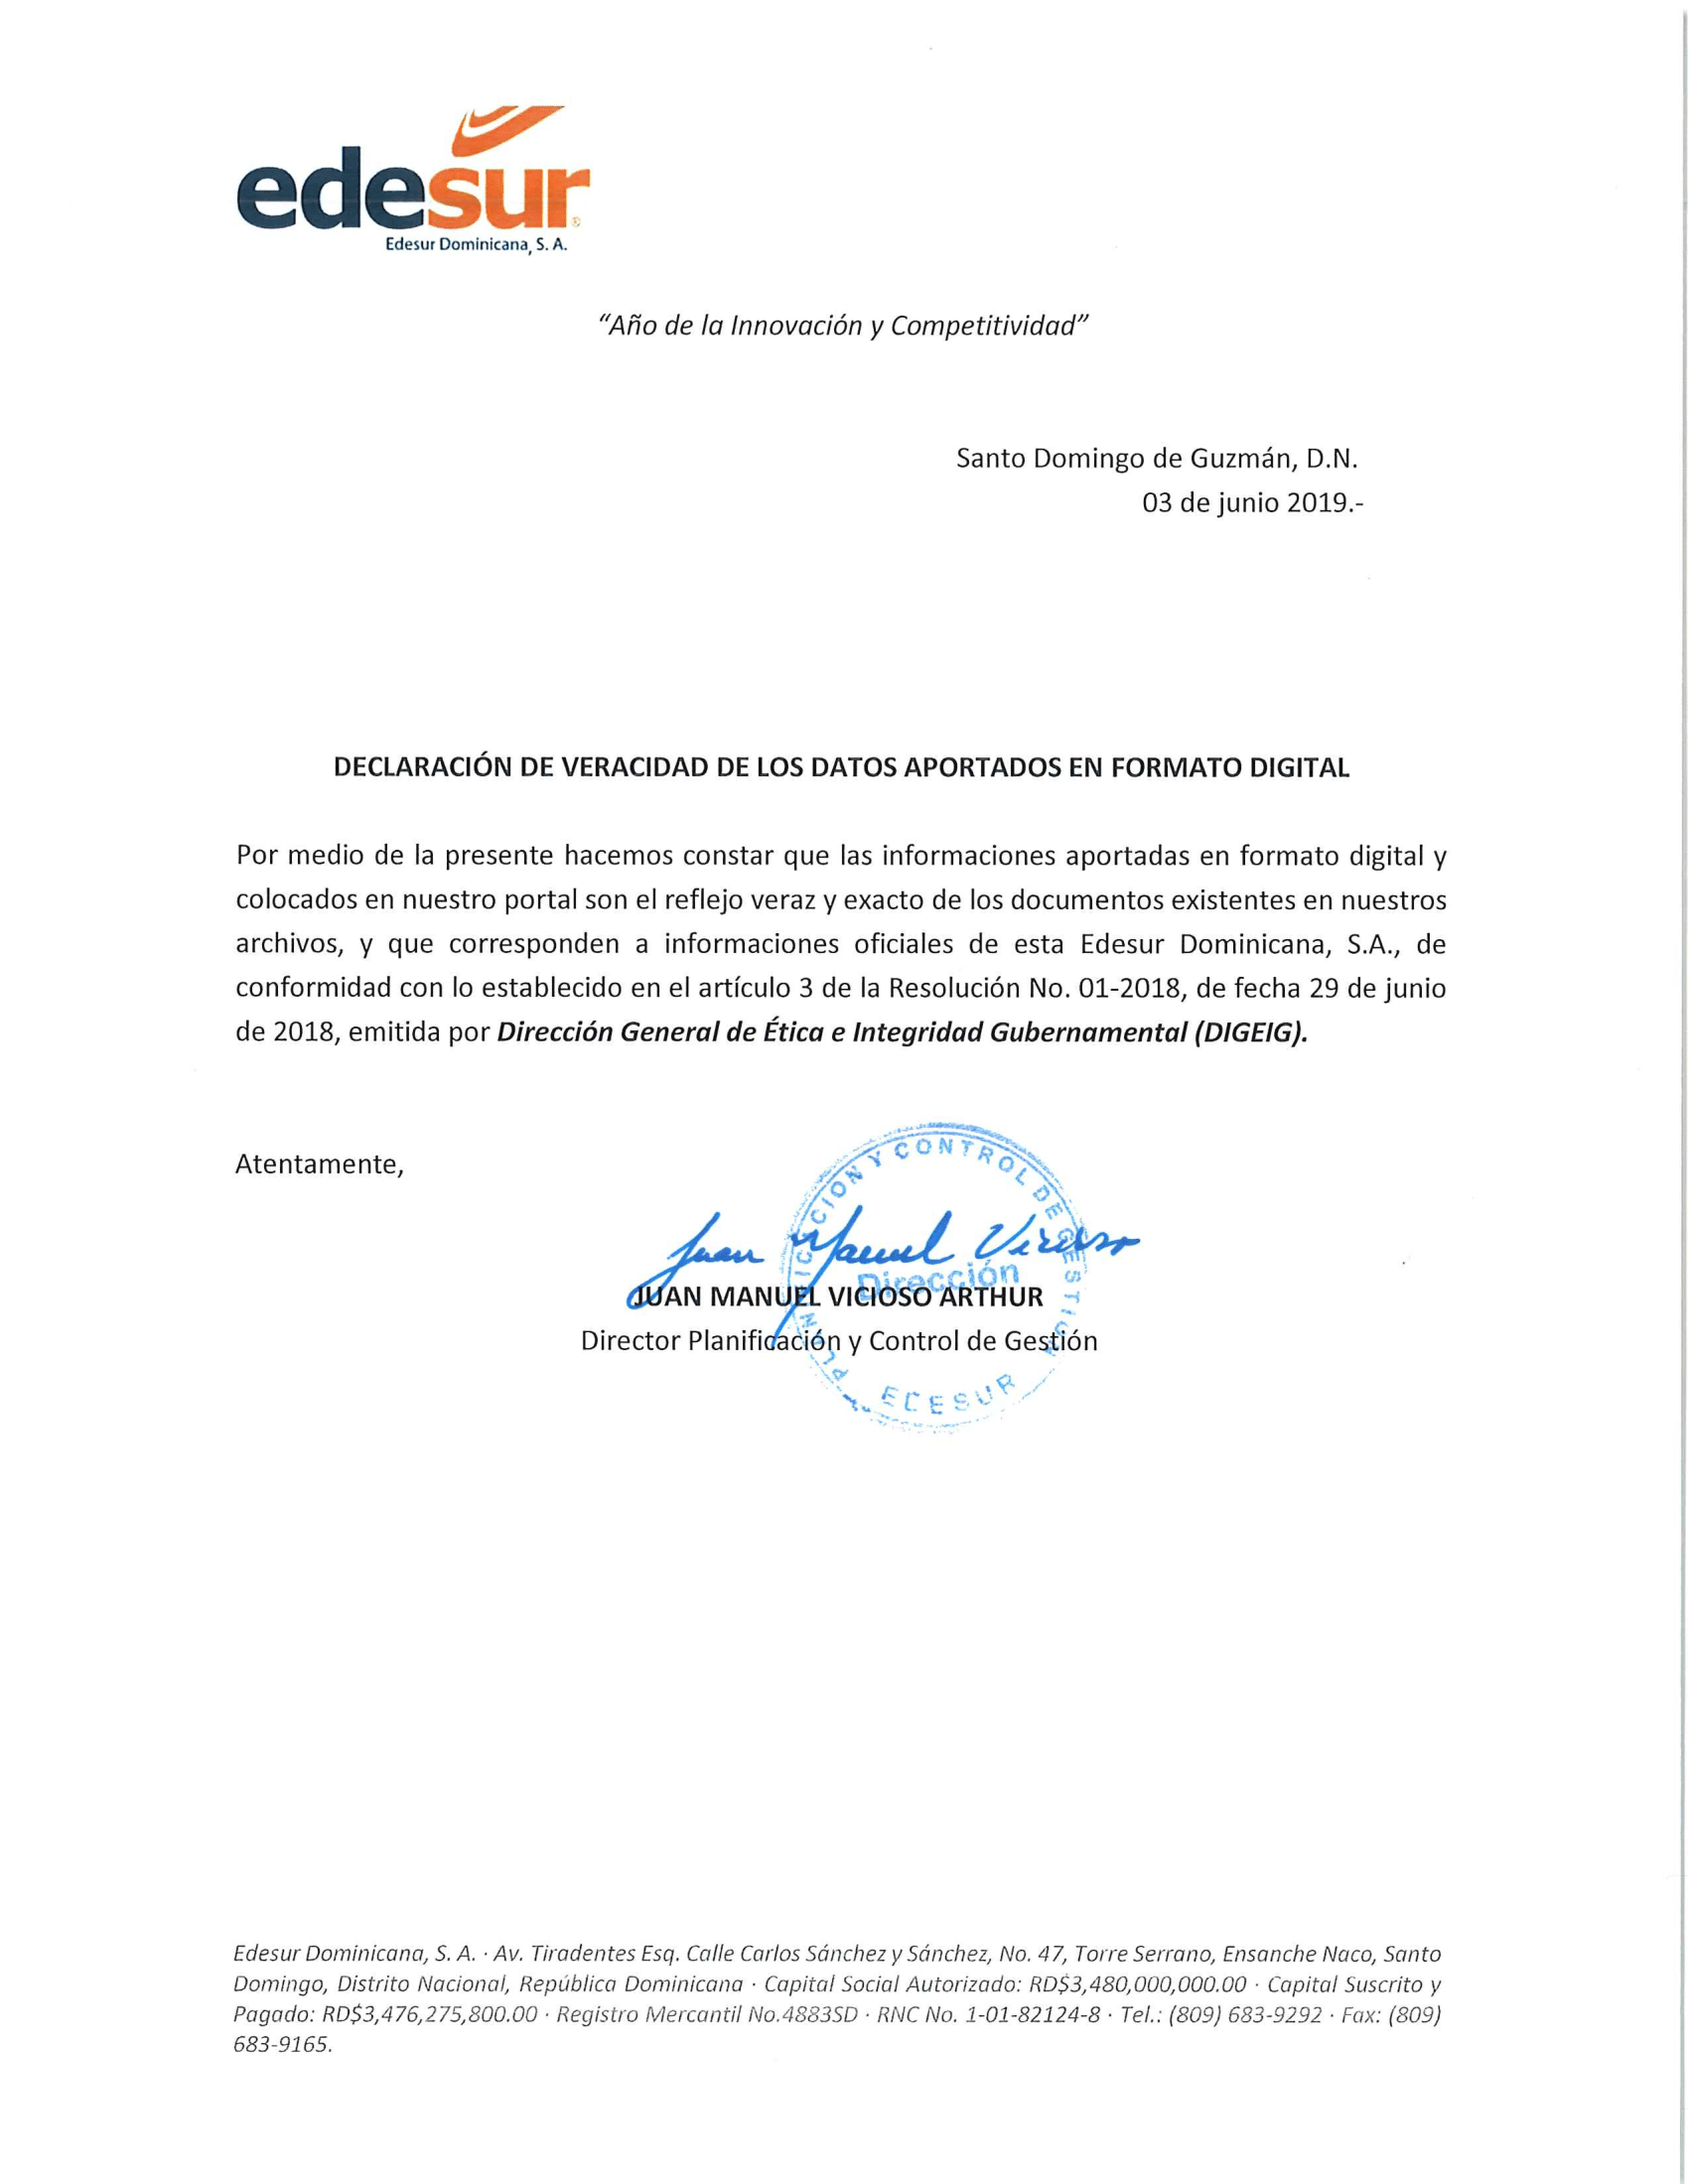 edesur
Edesur Dominicana, S. A.
“Año de la Innovación y Competitividad”
Santo Domingo de Guzmán, D.N.
03 de junio 2019.-
DECLARACIÓN DE VERACIDAD DE LOS DATOS APORTADOS EN FORMATO DIGITAL
Por medio de la presente hacemos constar que las informaciones aportadas en formato digital y
colocados en nuestro portal son el reflejo veraz y exacto de los documentos existentes en nuestros
archivos, y que corresponden a informaciones oficiales de esta Edesur Dominicana, S.A., de
conformidad con lo establecido en el artículo 3 de la Resolución No. 01-2018, de fecha 29 de junio
de 2018, emitida por Dirección General de Ética e Integridad Gubernamental (DIGEIG).
Atentamente,
PLANIFICACION Y CONTROL DE GESTION
Juan Manuel Vicioso
Dirección
JUAN MANUEL VICIOSO ARTHUR
Director Planificación y Control de Gestión
EDESUR
Edesur Dominicana, S. A. · Av. Tiradentes Esq. Calle Carlos Sánchez y Sánchez, No. 47, Torre Serrano, Ensanche Naco, Santo
Domingo, Distrito Nacional, República Dominicana · Capital Social Autorizado: RD$3,480,000,000.00 · Capital Suscrito y
Pagado: RD$3,476,275,800.00 · Registro Mercantil No.4883SD · RNC No. 1-01-82124-8 · Tel.: (809) 683-9292 · Fax: (809)
683-9165.